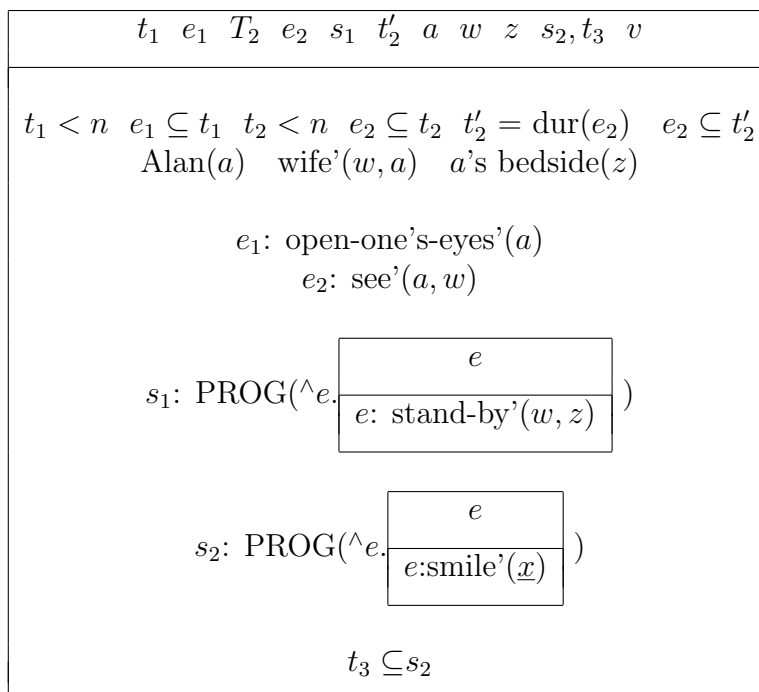 t₁ e₁ T₂ e₂ s₁ t′₂ a w z s₂, t₃ v
t₁ < n e₁ ⊆ t₁ t₂ < n e₂ ⊆ t₂ t′₂ = dur(e₂) e₂ ⊆ t′₂
Alan(a) wife'(w, a) a's bedside(z)
e₁: open-one's-eyes'(a)
e₂: see'(a, w)
e
s₁: PROG(^e. e: stand-by'(w, z) )
e
s₂: PROG(^e. e:smile'(x̲) )
t₃ ⊆s₂